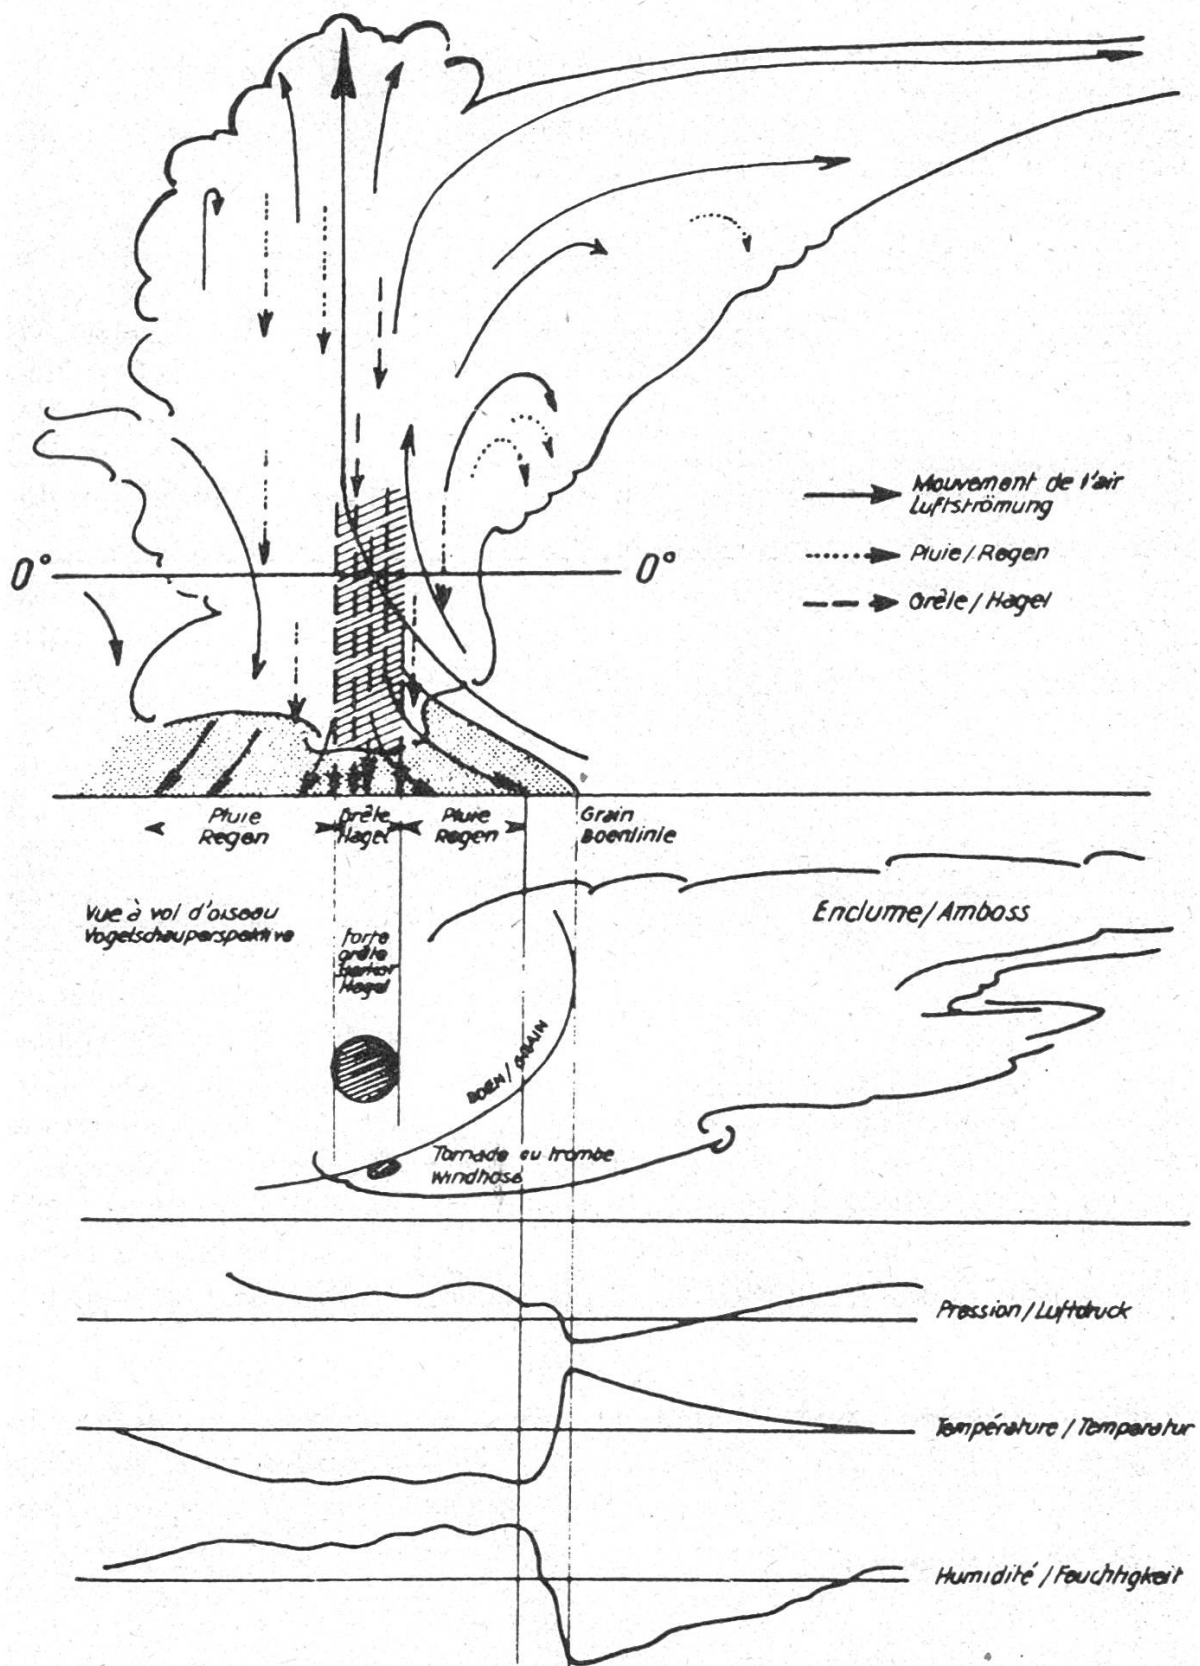 Mouvement de l'air
Luftströmung
Pluie/Regen
Grêle/Hagel
0°
0°
Pluie
Regen
Grêle
Hagel
Pluie
Regen
Grain
Boenlinie
Vue à vol d'oiseau
Vogelschauperspektive
forte
grêle
starker
Hagel
Enclume/Amboss
BOEN/GRAIN
Tornade ou trombe
Windhose
Pression/Luftdruck
Température/Temperatur
Humidité/Feuchtigkeit